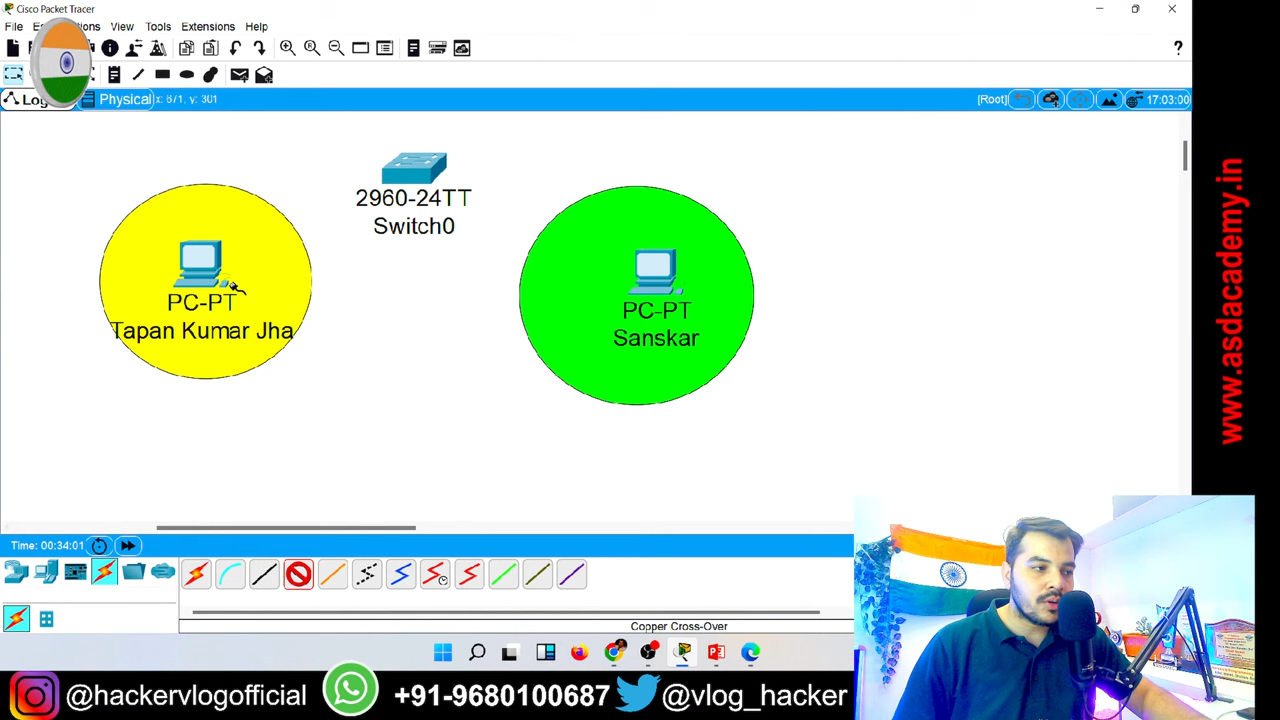 Cisco Packet Tracer
File
View
Tools
Extensions
Help
?
Physical
x: 871, y: 301
[Root]
17:03:00
2960-24TT
Switch0
PC-PT
Tapan Kumar Jha
PC-PT
Sanskar
www.asdacademy.in
Time: 00:34:01
Copper Cross-Over
@hackervlogofficial
+91-9680100687
@vlog_hacker